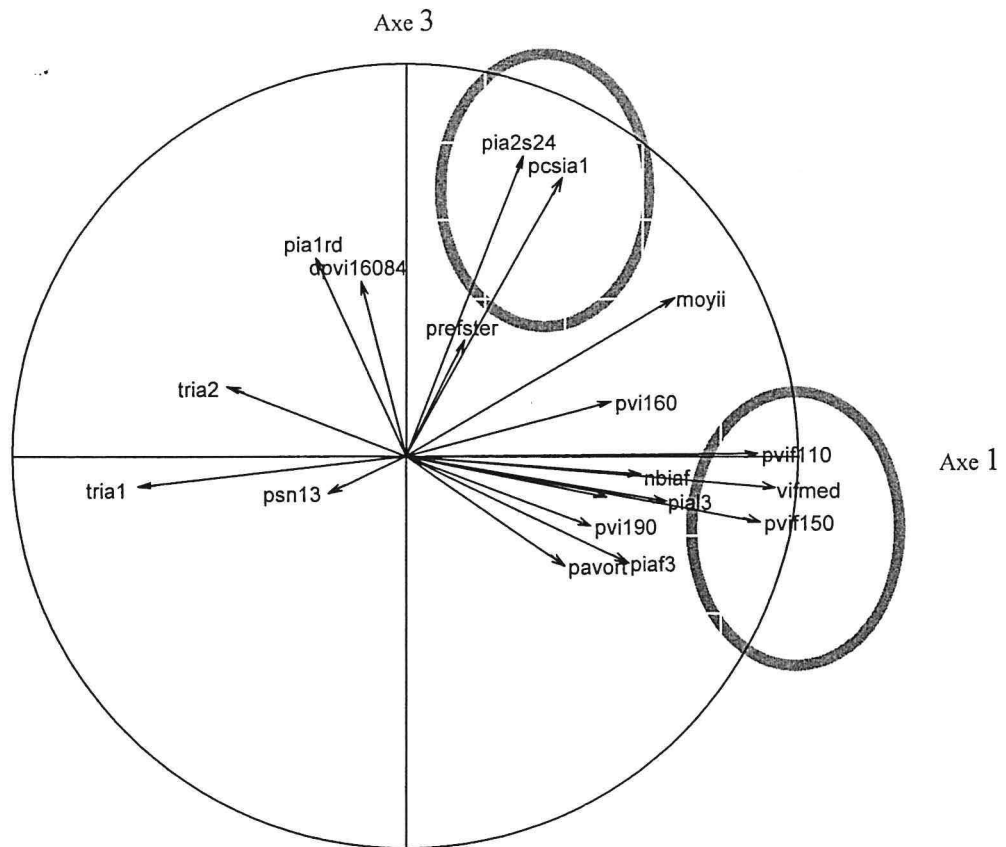 Axe 3
pia2s24
pcsia1
pia1rd
dpvi16084
moyii
prefster
tria2
pvi160
pvif110
Axe 1
nbiaf
vifmed
tria1
psn13
pial3
pvif150
pvi190
pavort
piaf3